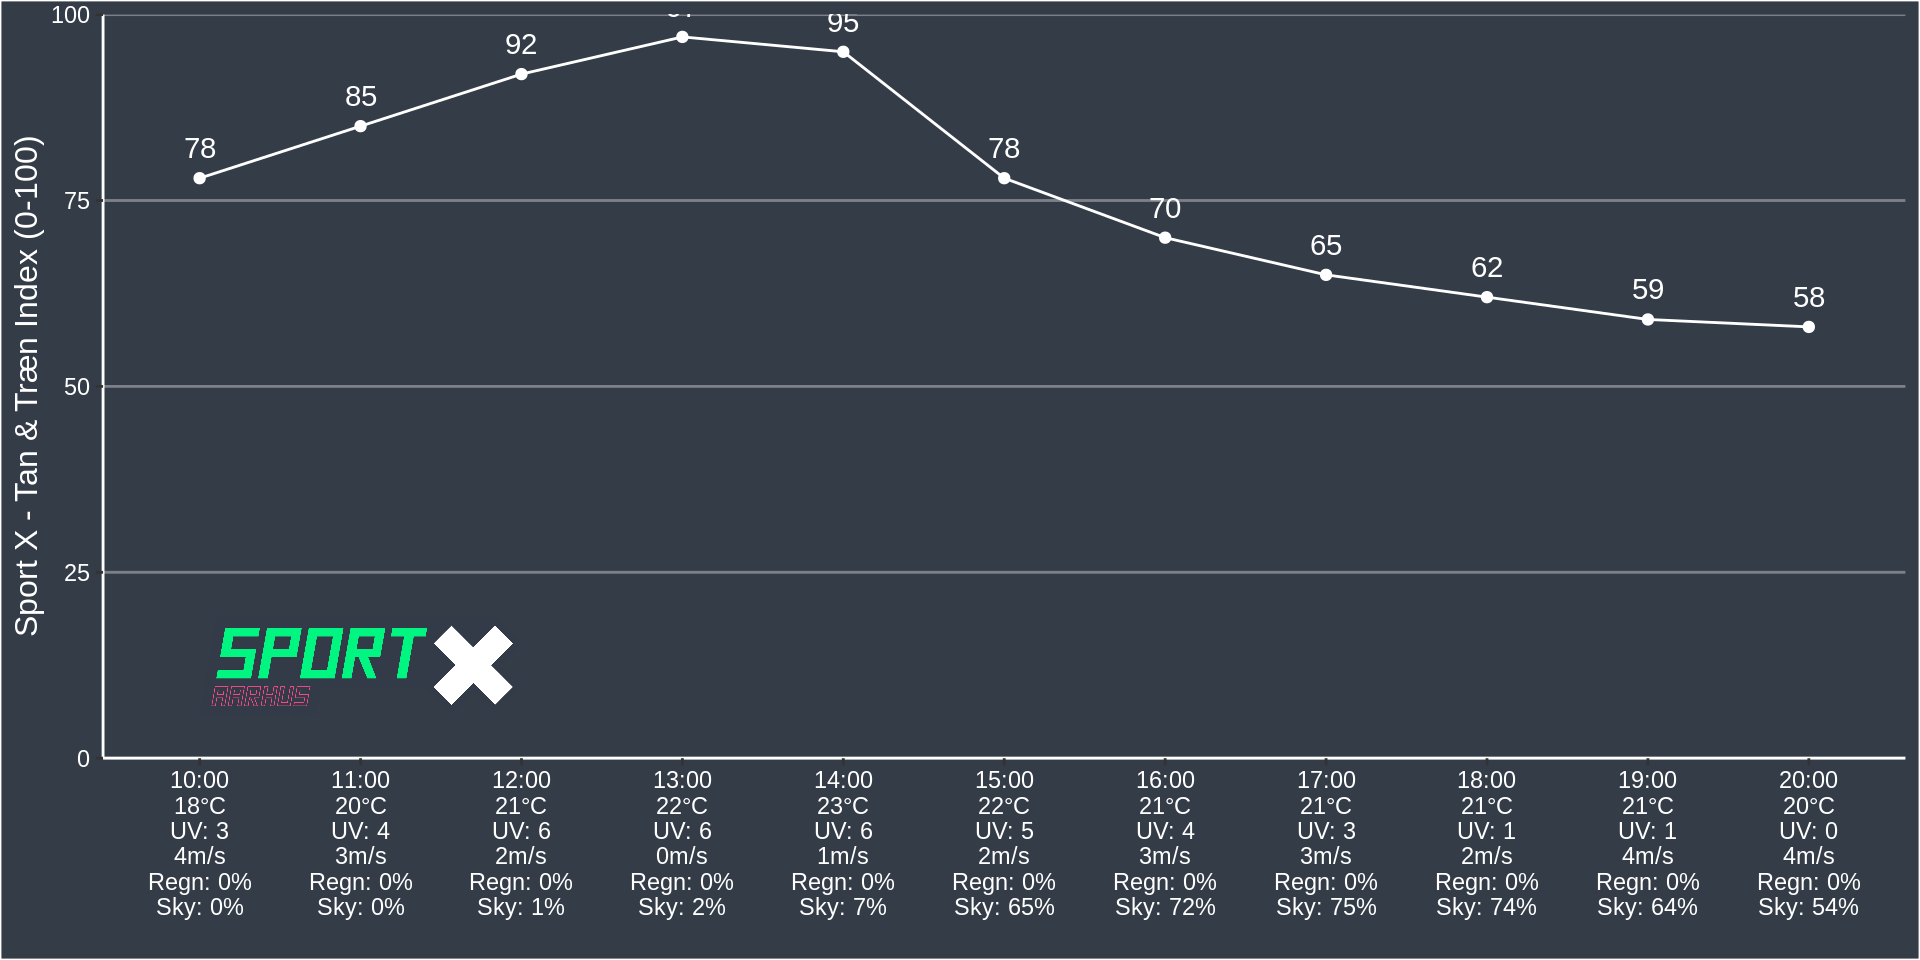 Sport X - Tan & Træn Index (0-100)
100
75
50
25
0
78
85
92
95
78
70
65
62
59
58
SPORT X
AARHUS
10:00 11:00 12:00 13:00 14:00 15:00 16:00 17:00 18:00 19:00 20:00
18°C 20°C 21°C 22°C 23°C 22°C 21°C 21°C 21°C 21°C 20°C
UV: 3 UV: 4 UV: 6 UV: 6 UV: 6 UV: 5 UV: 4 UV: 3 UV: 1 UV: 1 UV: 0
4m/s 3m/s 2m/s 0m/s 1m/s 2m/s 3m/s 3m/s 2m/s 4m/s 4m/s
Regn: 0% Regn: 0% Regn: 0% Regn: 0% Regn: 0% Regn: 0% Regn: 0% Regn: 0% Regn: 0% Regn: 0% Regn: 0%
Sky: 0% Sky: 0% Sky: 1% Sky: 2% Sky: 7% Sky: 65% Sky: 72% Sky: 75% Sky: 74% Sky: 64% Sky: 54%